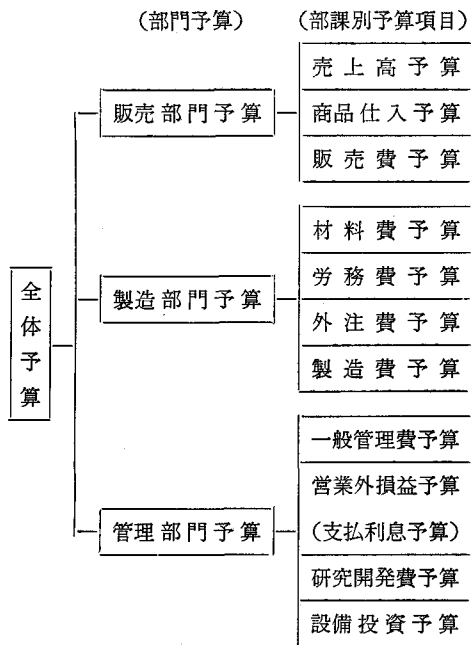 (部門予算)
(部課別予算項目)
全体予算
販売部門予算
売上高予算
商品仕入予算
販売費予算
製造部門予算
材料費予算
労務費予算
外注費予算
製造費予算
管理部門予算
一般管理費予算
営業外損益予算
(支払利息予算)
研究開発費予算
設備投資予算